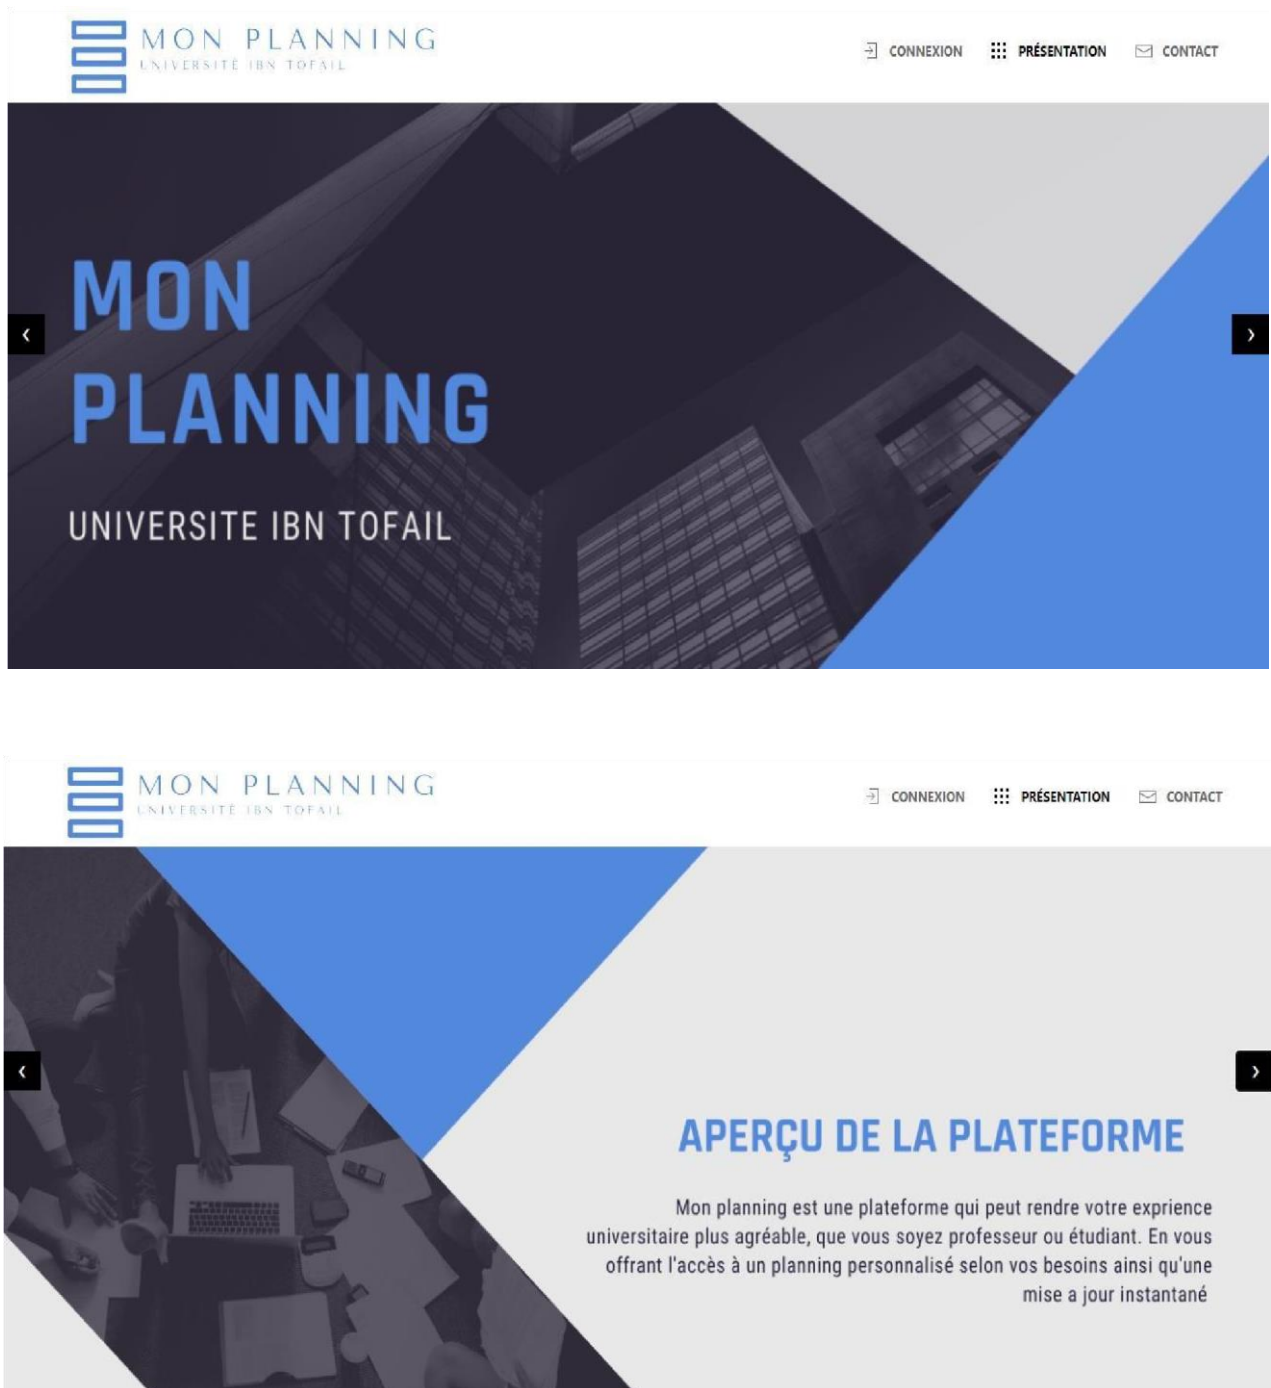 MON PLANNING
UNIVERSITÉ IBN TOFAIL
CONNEXION PRÉSENTATION CONTACT
MON
PLANNING
UNIVERSITE IBN TOFAIL
MON PLANNING
UNIVERSITÉ IBN TOFAIL
CONNEXION PRÉSENTATION CONTACT
APERÇU DE LA PLATEFORME
Mon planning est une plateforme qui peut rendre votre exprience
universitaire plus agréable, que vous soyez professeur ou étudiant. En vous
offrant l'accès à un planning personnalisé selon vos besoins ainsi qu'une
mise a jour instantané